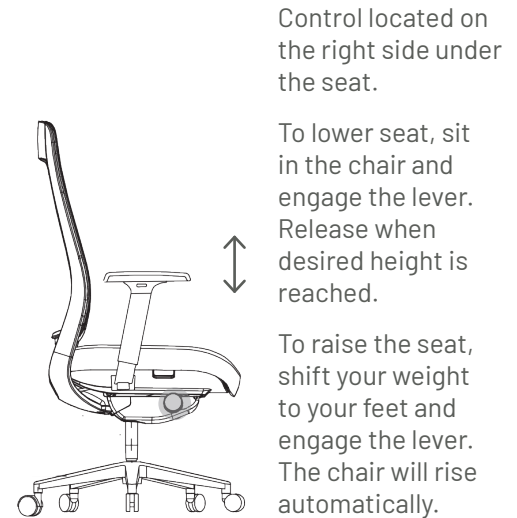 Control located on
the right side under
the seat.
To lower seat, sit
in the chair and
engage the lever.
Release when
desired height is
reached.
To raise the seat,
shift your weight
to your feet and
engage the lever.
The chair will rise
automatically.